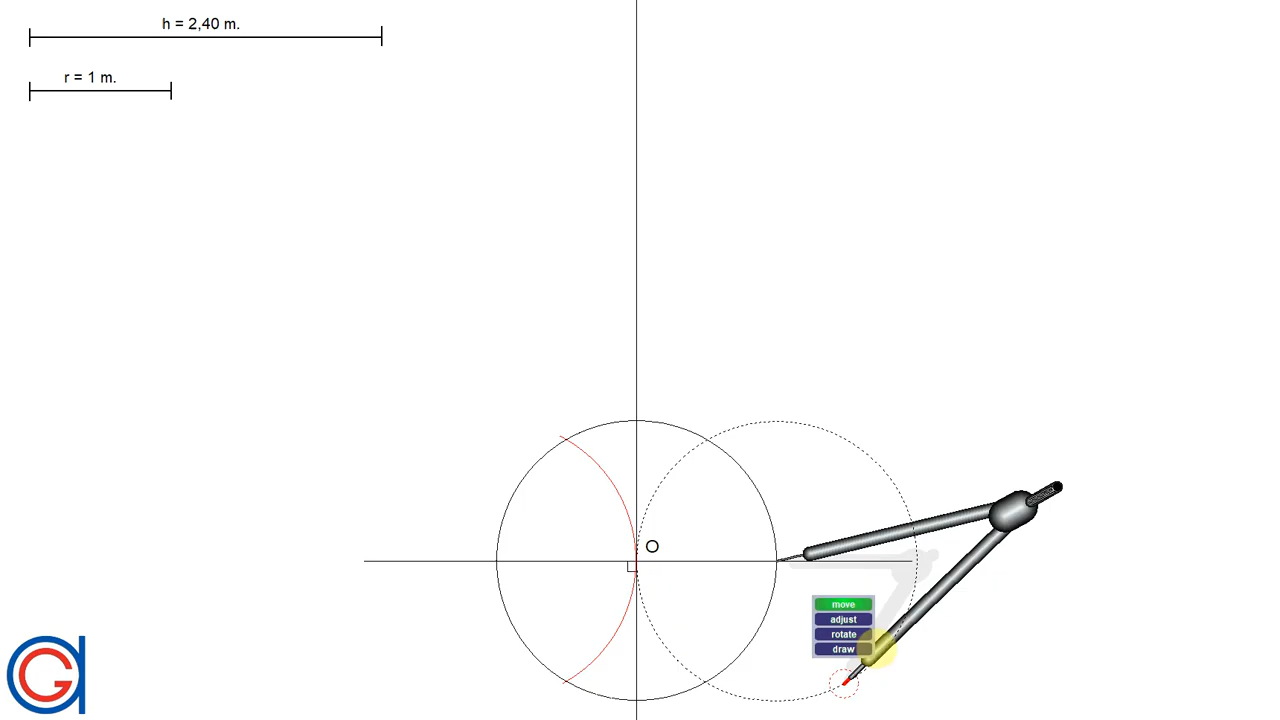 h = 2,40 m.
r = 1 m.
O
move
adjust
rotate
draw